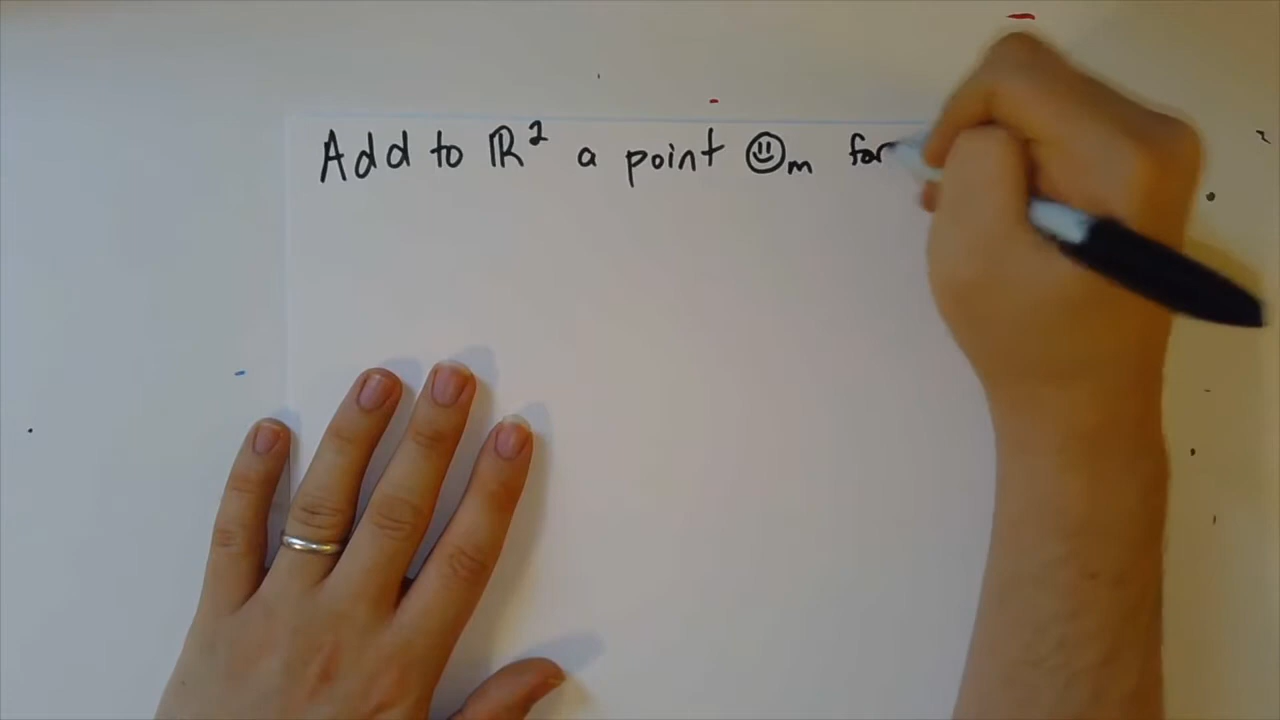 Add to ℝ² a point ☺ₘ for